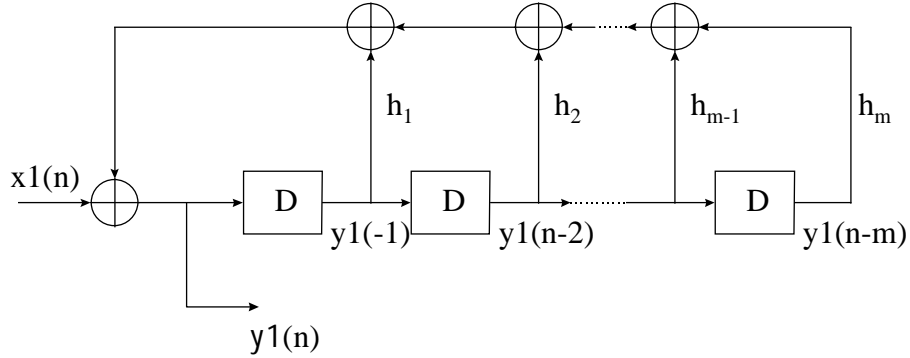 h₁ h₂ hₘ₋₁ hₘ
x1(n)
D D D
y1(-1) y1(n-2) y1(n-m)
y1(n)